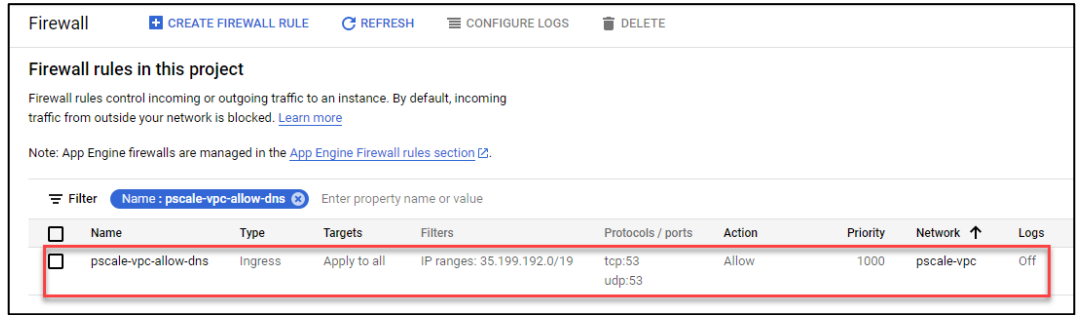 Firewall CREATE FIREWALL RULE REFRESH CONFIGURE LOGS DELETE
Firewall rules in this project
Firewall rules control incoming or outgoing traffic to an instance. By default, incoming
traffic from outside your network is blocked. Learn more
Note: App Engine firewalls are managed in the App Engine Firewall rules section.
Filter Name : pscale-vpc-allow-dns Enter property name or value
Name Type Targets Filters Protocols / ports Action Priority Network Logs
pscale-vpc-allow-dns Ingress Apply to all IP ranges: 35.199.192.0/19 tcp:53 Allow 1000 pscale-vpc Off
udp:53